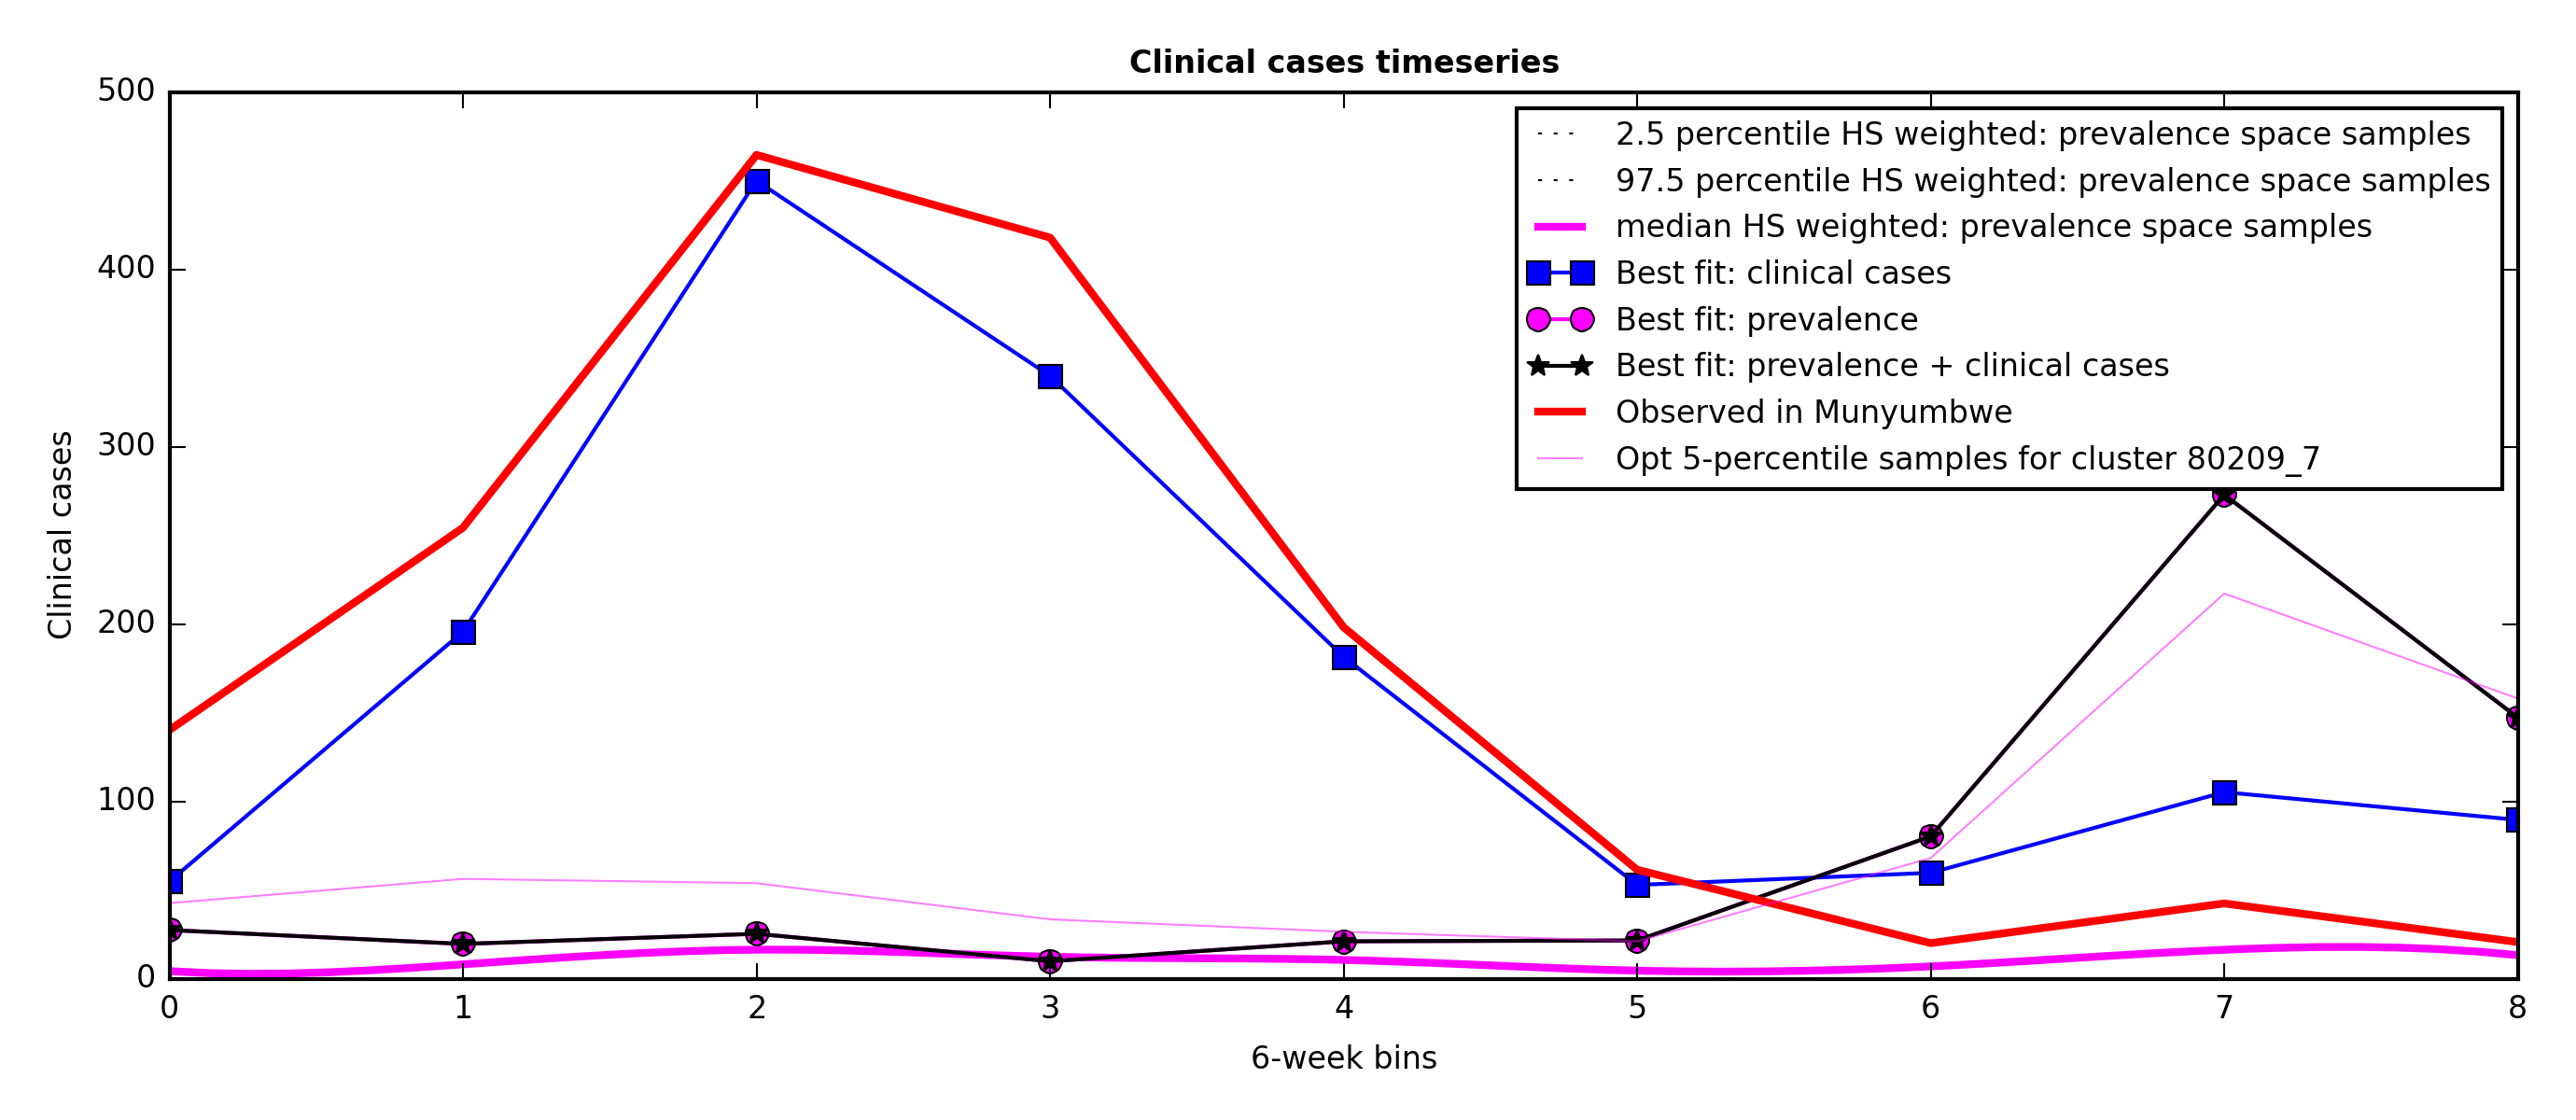 Clinical cases timeseries
500
400
300
200
100
0
Clinical cases
2.5 percentile HS weighted: prevalence space samples
97.5 percentile HS weighted: prevalence space samples
median HS weighted: prevalence space samples
Best fit: clinical cases
Best fit: prevalence
Best fit: prevalence + clinical cases
Observed in Munyumbwe
Opt 5-percentile samples for cluster 80209_7
0 1 2 3 4 5 6 7 8
6-week bins